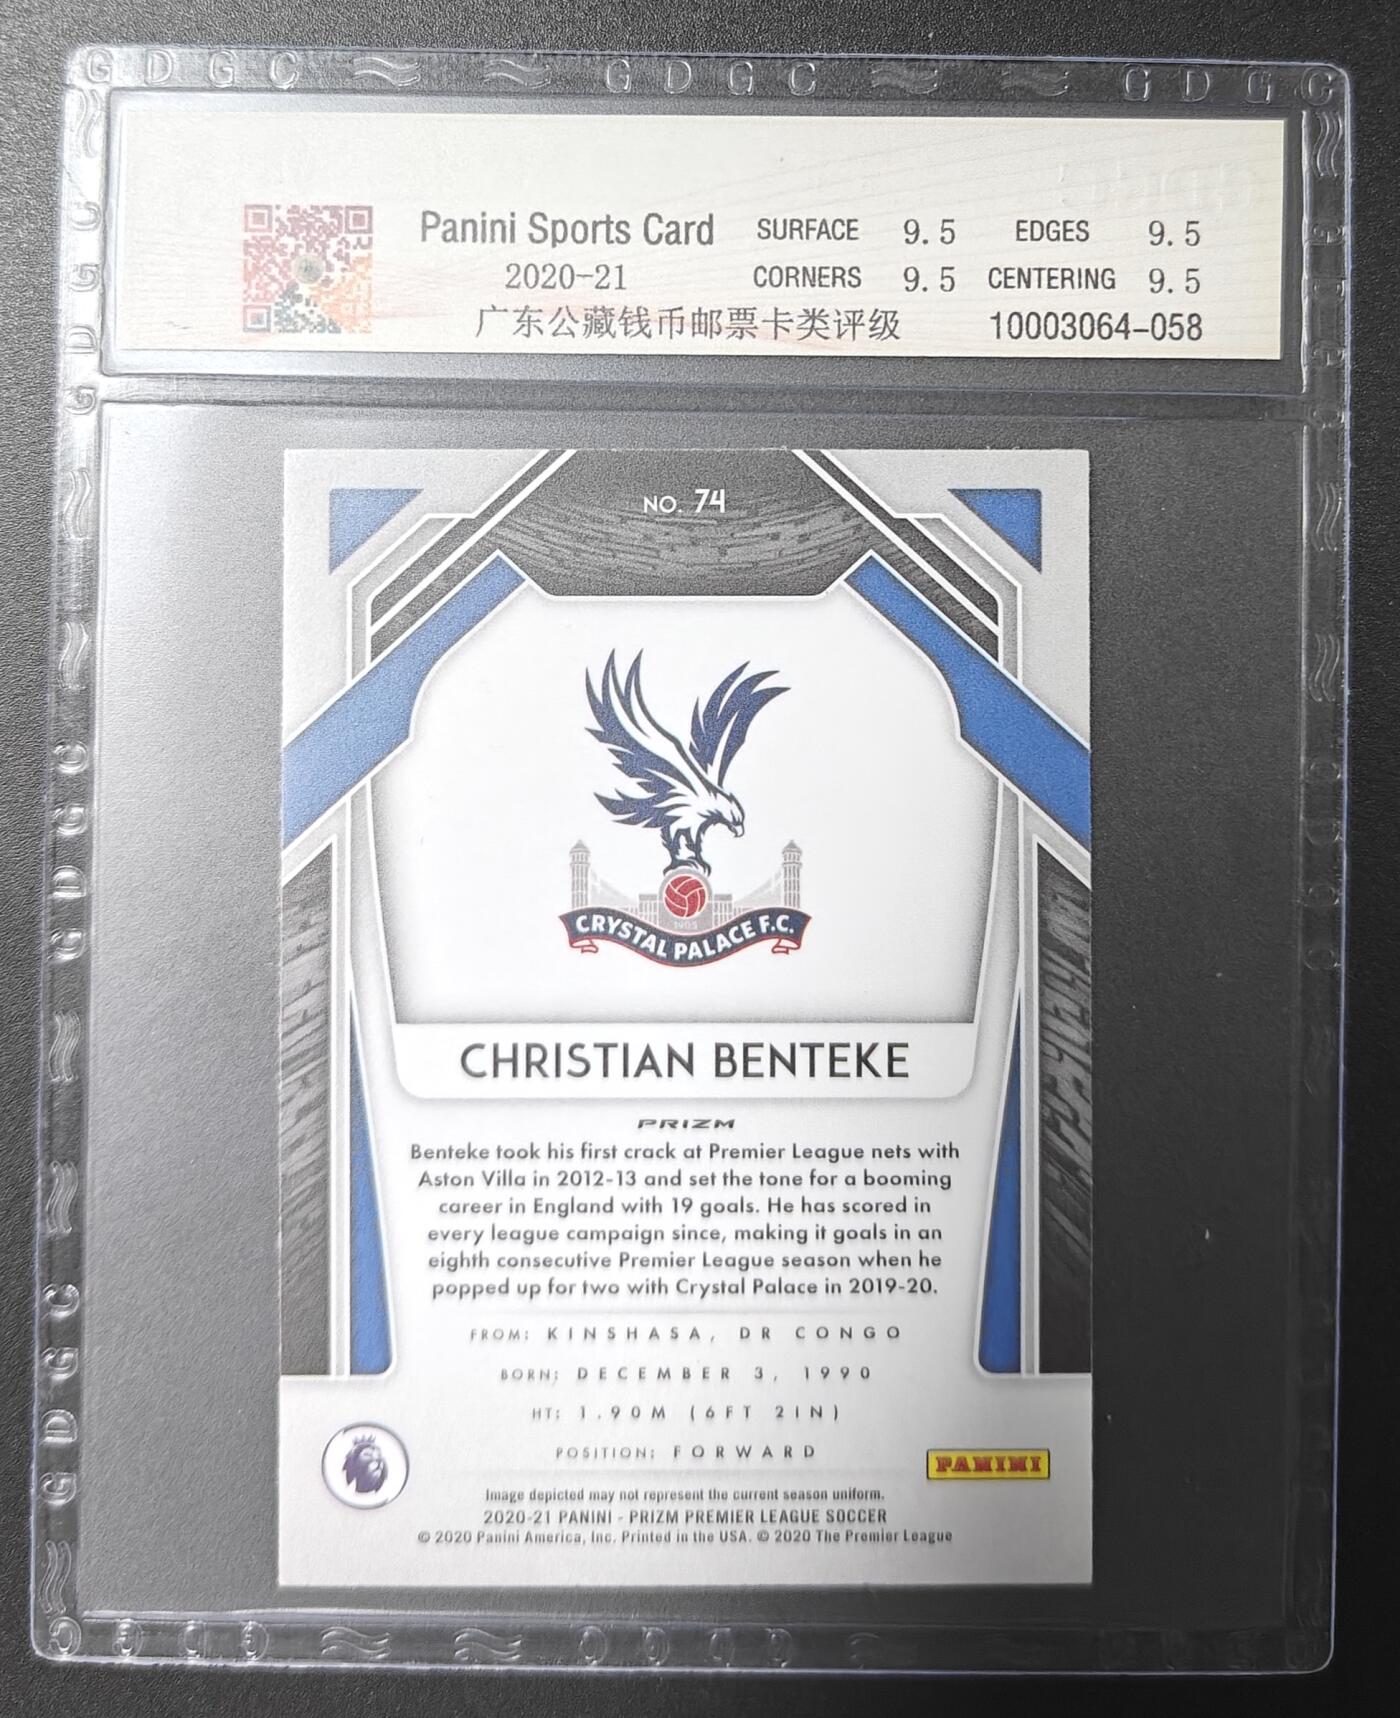 GDGC GDGC GDGC
Panini Sports Card SURFACE 9.5 EDGES 9.5
2020-21 CORNERS 9.5 CENTERING 9.5
广东公藏钱币邮票卡类评级 10003064-058
NO. 74
1905
CRYSTAL PALACE F.C.
CHRISTIAN BENTEKE
PRIZM
Benteke took his first crack at Premier League nets with
Aston Villa in 2012-13 and set the tone for a booming
career in England with 19 goals. He has scored in
every league campaign since, making it goals in an
eighth consecutive Premier League season when he
popped up for two with Crystal Palace in 2019-20.
FROM: KINSHASA, DR CONGO
BORN: DECEMBER 3, 1990
HT: 1.90M (6FT 2IN)
POSITION: FORWARD
PANINI
Image depicted may not represent the current season uniform.
2020-21 PANINI - PRIZM PREMIER LEAGUE SOCCER
© 2020 Panini America, Inc. Printed in the USA. © 2020 The Premier League
GDGC
GDGC